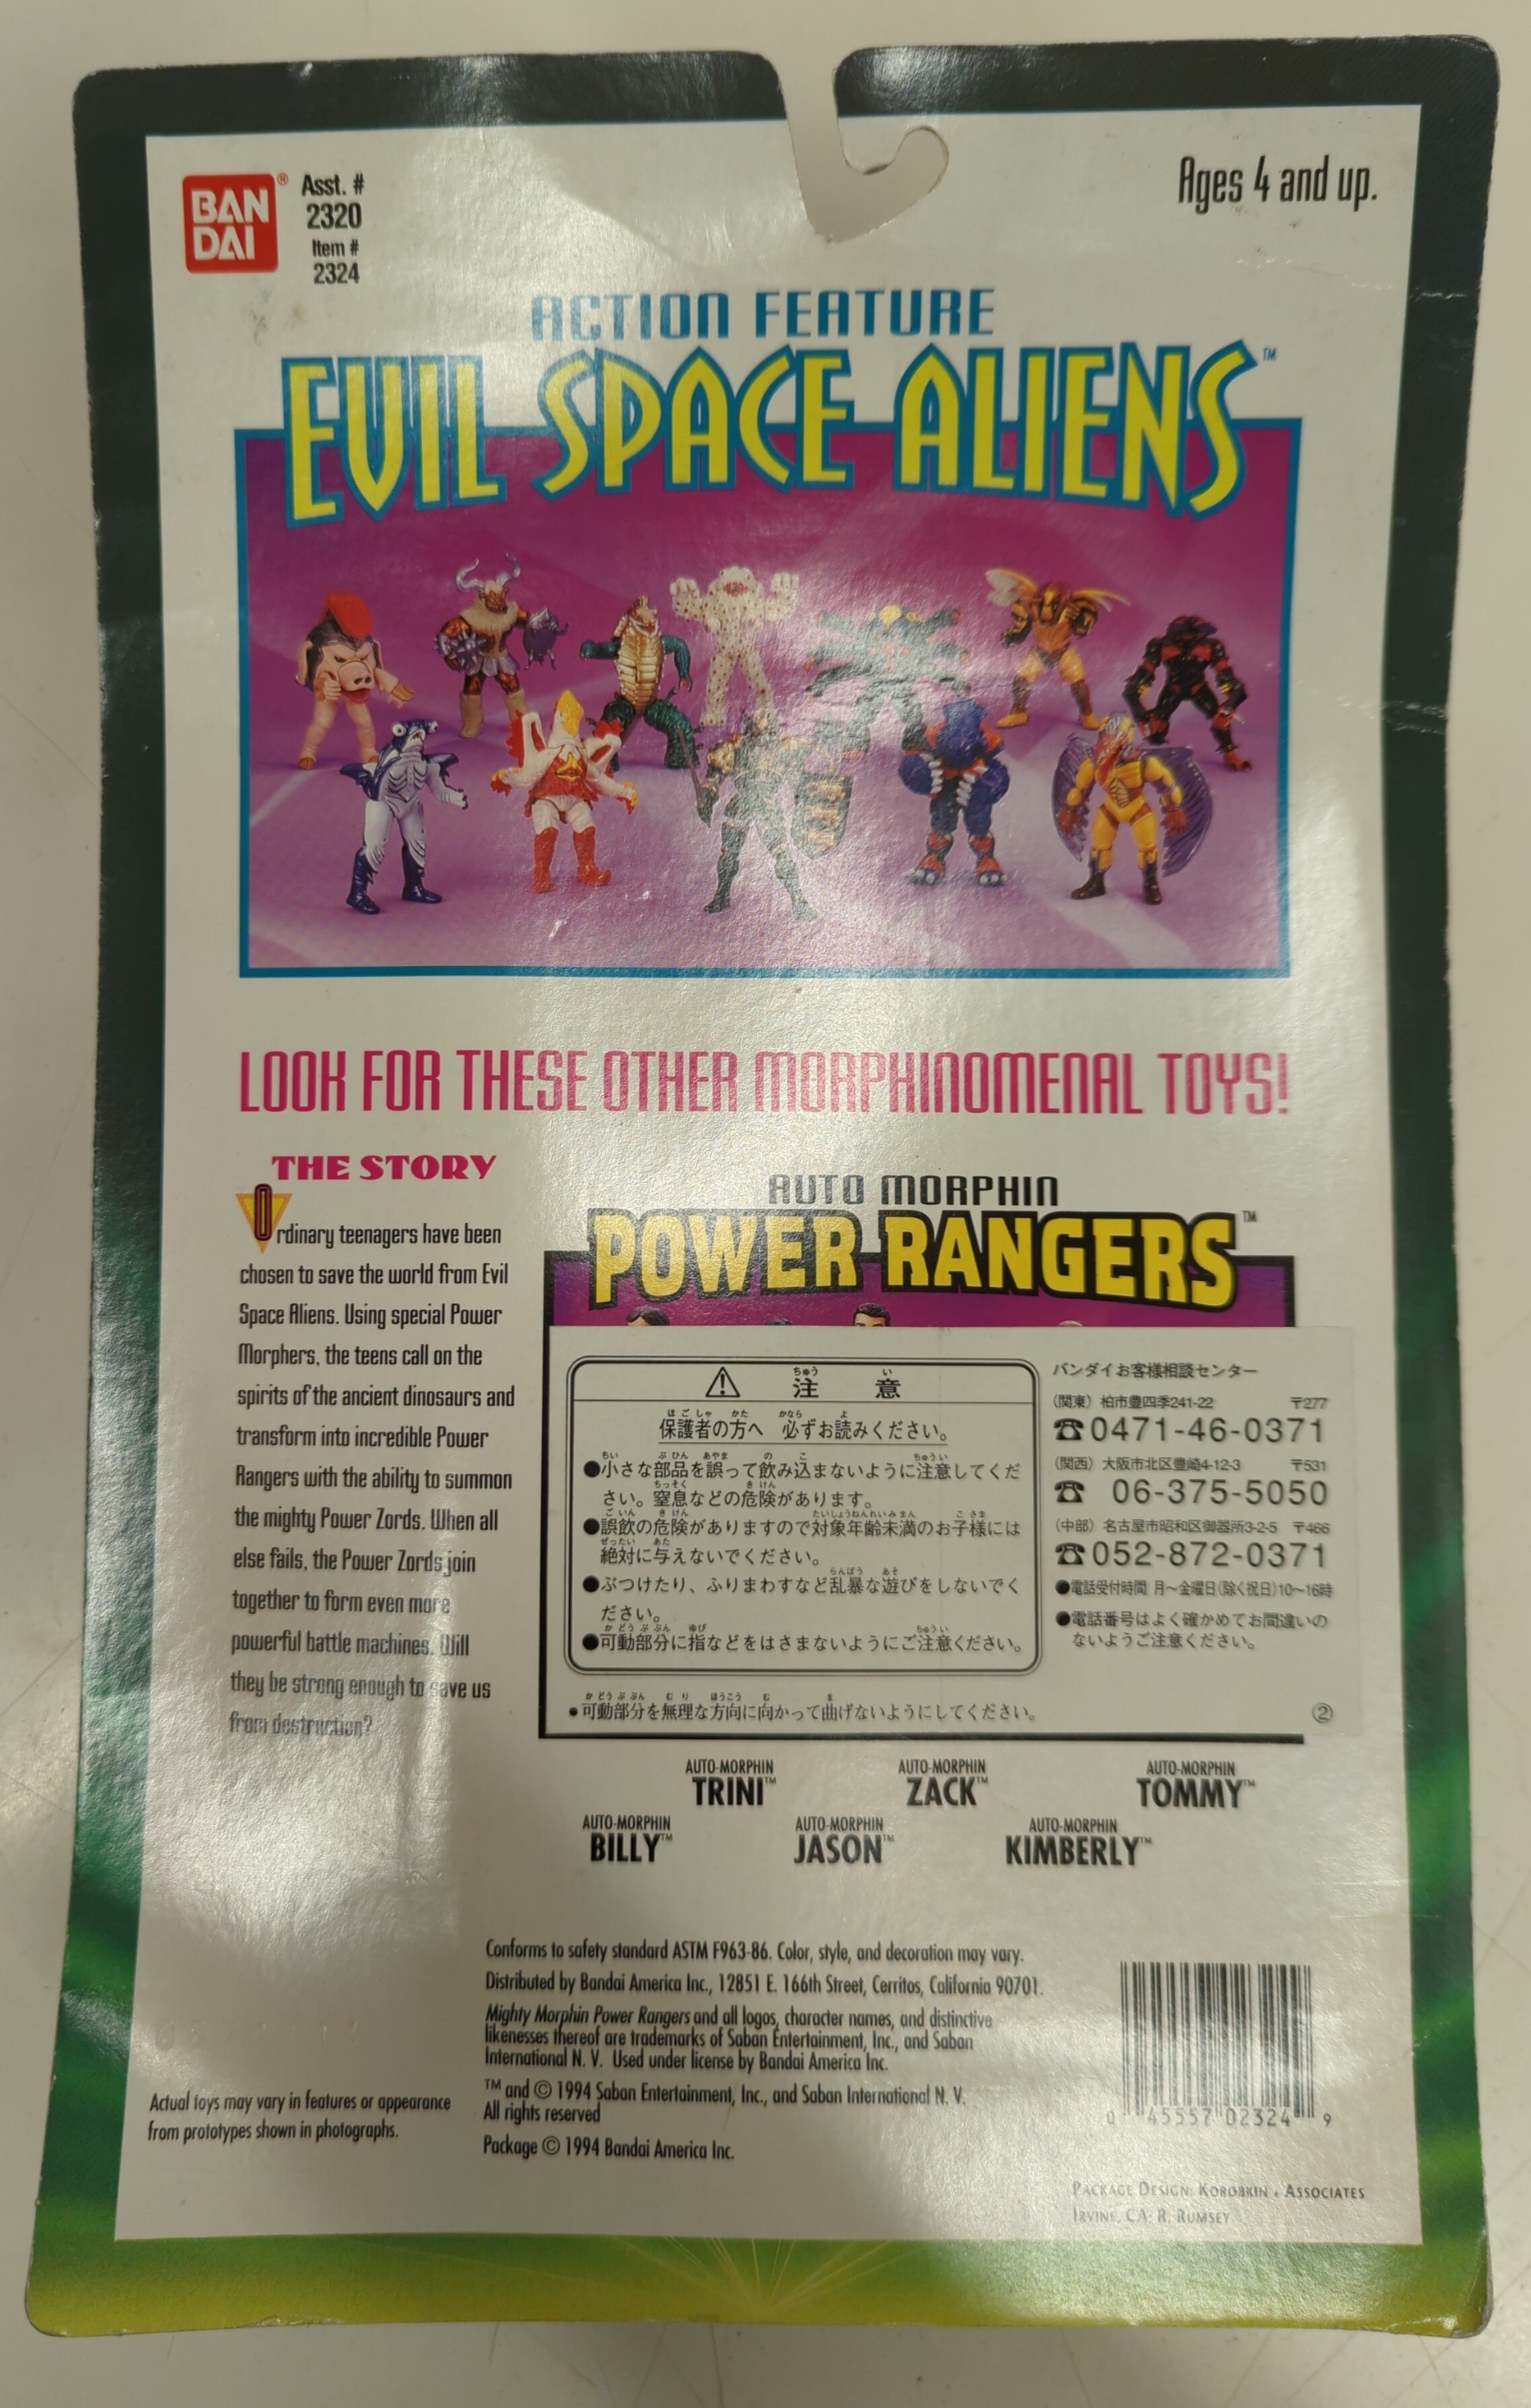 BAN
DAI
®
Ast. #
2320
Item #
2324
Ages 4 and up.
ACTION FEATURE
EVIL SPACE ALIENS™
LOOK FOR THESE OTHER MORPHINOMENAL TOYS!
THE STORY
Ordinary teenagers have been
chosen to save the world from Evil
Space Aliens. Using special Power
Morphers, the teens call on the
spirits of the ancient dinosaurs and
transform into incredible Power
Rangers with the ability to summon
the mighty Power Zords. When all
else fails, the Power Zords join
together to form even more
powerful battle machines. Will
they be strong enough to save us
from destruction?
AUTO MORPHIN
POWER RANGERS™
注意
保護者の方へ 必ずお読みください。
●小さな部品を誤って飲み込まないように注意してくだ
さい。窒息などの危険があります。
●誤飲の危険がありますので対象年齢未満のお子様には
絶対に与えないでください。
●ぶつけたり、ふりまわすなど乱暴な遊びをしないでく
ださい。
●可動部分に指などをはさまないようにご注意ください。
●可動部分を無理な方向に向かって曲げないようにしてください。
バンダイお客様相談センター
(関東) 柏市豊四季241-22 〒277
☎0471-46-0371
(関西) 大阪市北区豊崎4-12-3 〒531
☎ 06-375-5050
(中部) 名古屋市昭和区御器所3-2-5 〒466
☎052-872-0371
●電話受付時間 月〜金曜日(除く祝日)10〜16時
●電話番号はよく確かめてお間違いの
ないようご注意ください。
②
AUTO-MORPHIN
TRINI™
AUTO-MORPHIN
ZACK™
AUTO-MORPHIN
TOMMY™
AUTO-MORPHIN
BILLY™
AUTO-MORPHIN
JASON™
AUTO-MORPHIN
KIMBERLY™
Conforms to safety standard ASTM F963-86. Color, style, and decoration may vary.
Distributed by Bandai America Inc., 12851 E. 166th Street, Cerritos, California 90701.
Mighty Morphin Power Rangers and all logos, character names, and distinctive
likenesses thereof are trademarks of Saban Entertainment, Inc., and Saban
International N. V. Used under license by Bandai America Inc.
™ and © 1994 Saban Entertainment, Inc., and Saban International N. V.
All rights reserved
Package © 1994 Bandai America Inc.
Actual toys may vary in features or appearance
from prototypes shown in photographs.
0 45557 02324 9
PACKAGE DESIGN: KOROBKIN + ASSOCIATES
IRVINE, CA: R. RUMSEY